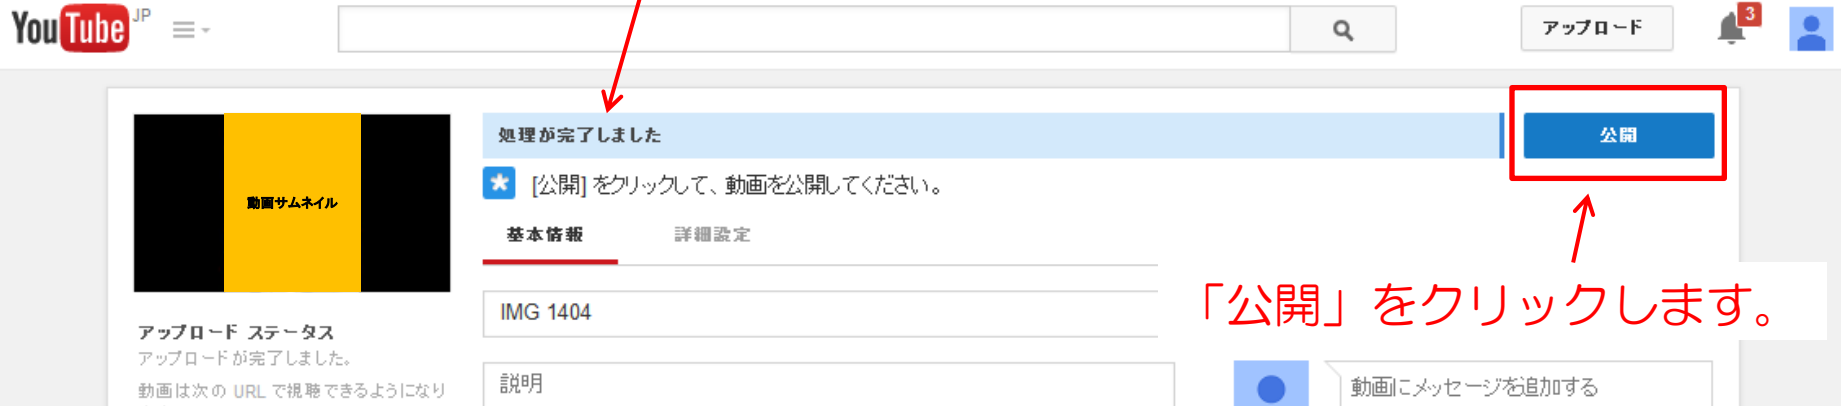 YouTube JP
アップロード
3
処理が完了しました
公開
[公開] をクリックして、動画を公開してください。
動画サムネイル
基本情報
詳細設定
「公開」をクリックします。
IMG 1404
アップロード ステータス
アップロードが完了しました。
動画は次の URL で視聴できるようになり
説明
動画にメッセージを追加する